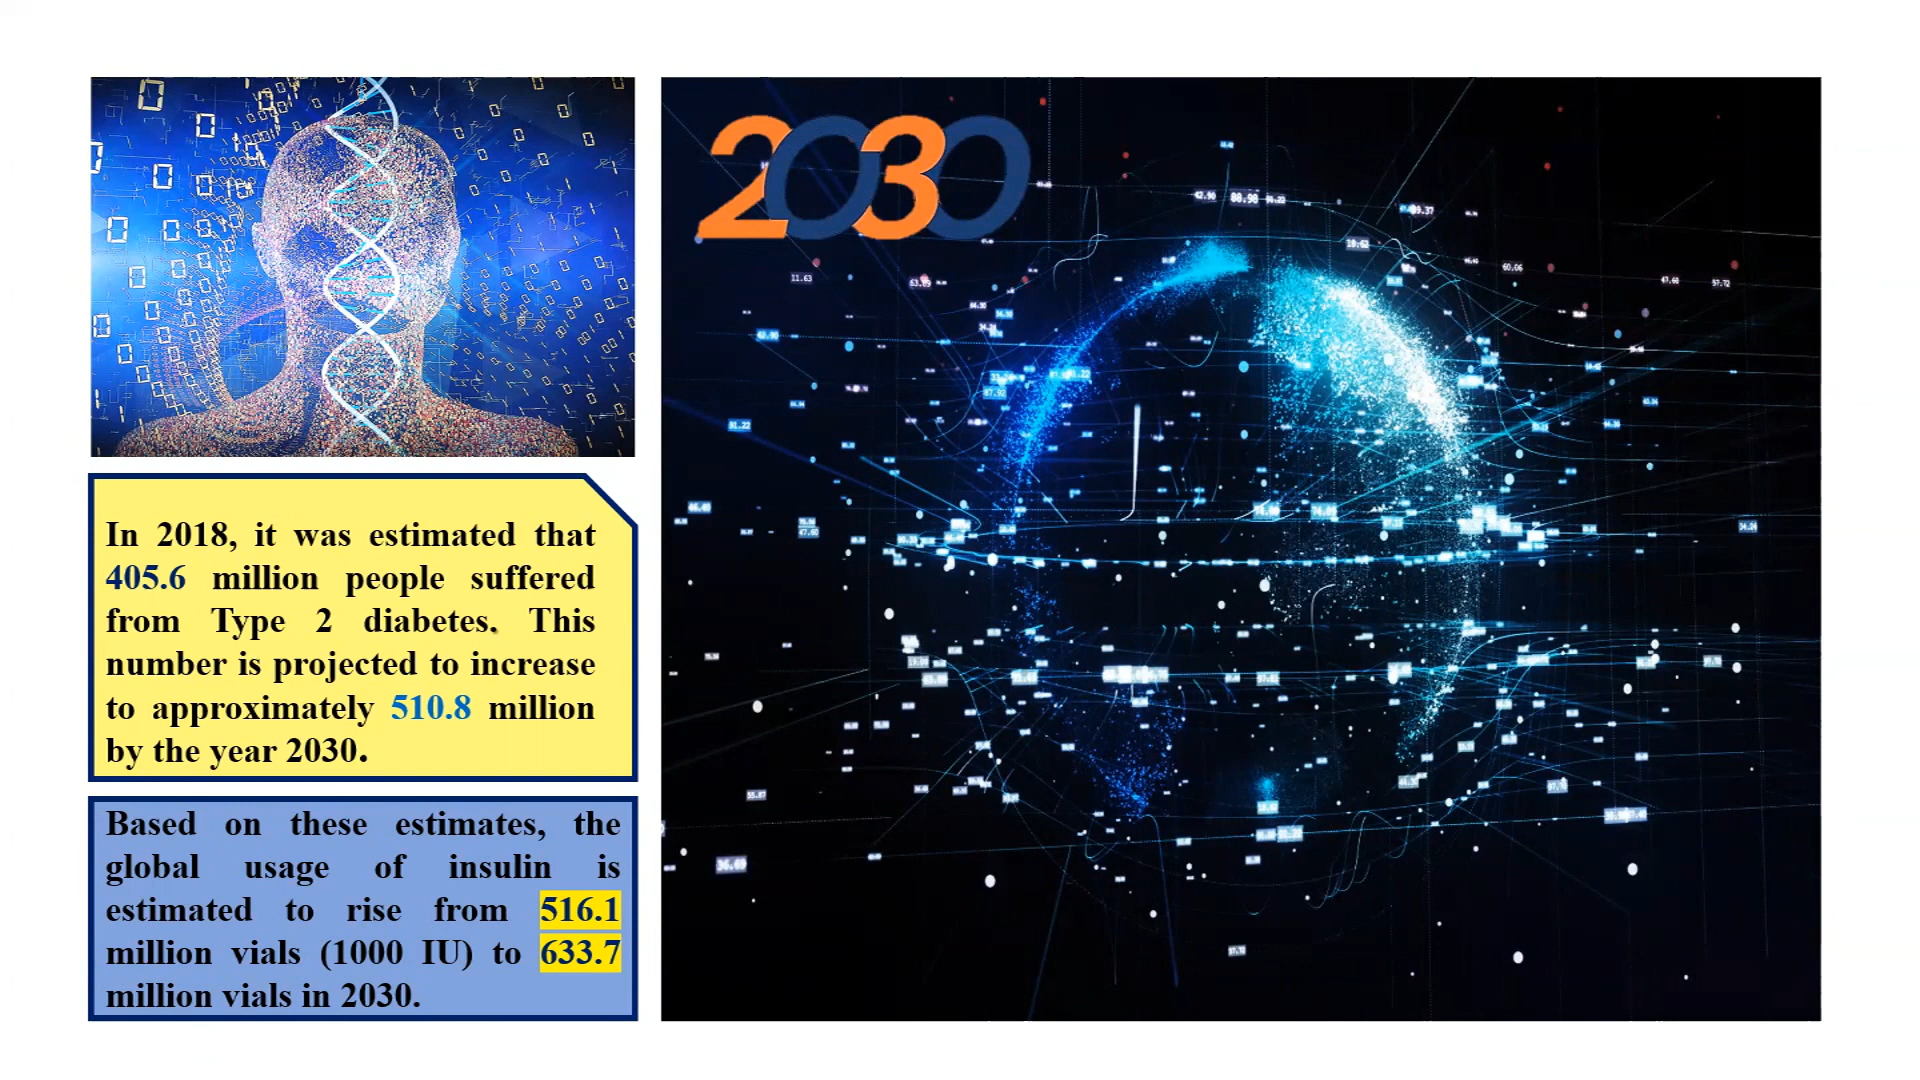 2030
In 2018, it was estimated that
405.6 million people suffered
from Type 2 diabetes. This
number is projected to increase
to approximately 510.8 million
by the year 2030.
Based on these estimates, the
global usage of insulin is
estimated to rise from 516.1
million vials (1000 IU) to 633.7
million vials in 2030.